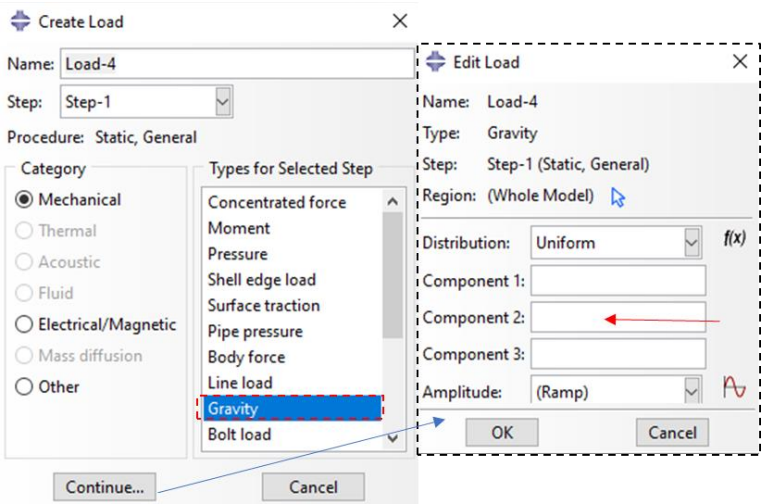 Create Load
Name: Load-4
Step: Step-1
Procedure: Static, General
Category
Mechanical
Thermal
Acoustic
Fluid
Electrical/Magnetic
Mass diffusion
Other
Types for Selected Step
Concentrated force
Moment
Pressure
Shell edge load
Surface traction
Pipe pressure
Body force
Line load
Gravity
Bolt load
Continue...
Cancel
Edit Load
Name: Load-4
Type: Gravity
Step: Step-1 (Static, General)
Region: (Whole Model)
Distribution: Uniform f(x)
Component 1:
Component 2:
Component 3:
Amplitude: (Ramp)
OK
Cancel